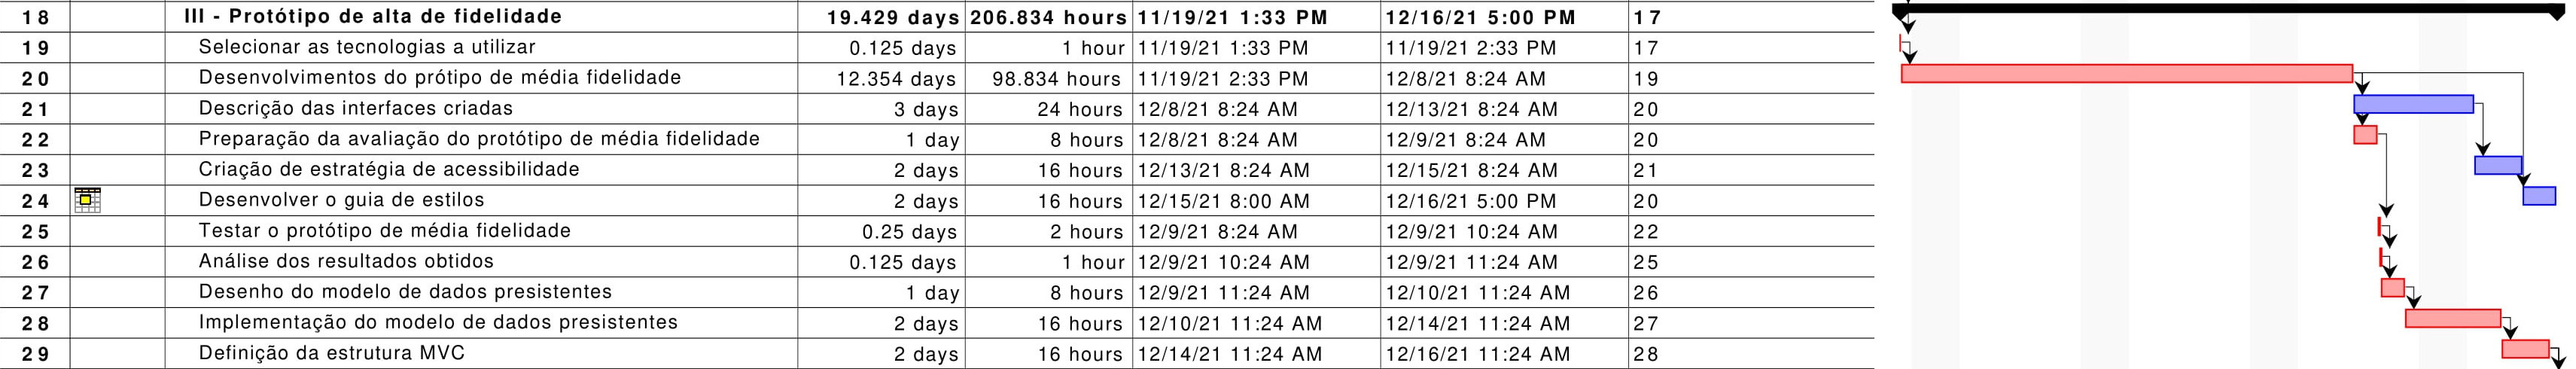 18 III - Protótipo de alta de fidelidade 19.429 days 206.834 hours 11/19/21 1:33 PM 12/16/21 5:00 PM 17
19 Selecionar as tecnologias a utilizar 0.125 days 1 hour 11/19/21 1:33 PM 11/19/21 2:33 PM 17
20 Desenvolvimentos do prótipo de média fidelidade 12.354 days 98.834 hours 11/19/21 2:33 PM 12/8/21 8:24 AM 19
21 Descrição das interfaces criadas 3 days 24 hours 12/8/21 8:24 AM 12/13/21 8:24 AM 20
22 Preparação da avaliação do protótipo de média fidelidade 1 day 8 hours 12/8/21 8:24 AM 12/9/21 8:24 AM 20
23 Criação de estratégia de acessibilidade 2 days 16 hours 12/13/21 8:24 AM 12/15/21 8:24 AM 21
24 Desenvolver o guia de estilos 2 days 16 hours 12/15/21 8:00 AM 12/16/21 5:00 PM 20
25 Testar o protótipo de média fidelidade 0.25 days 2 hours 12/9/21 8:24 AM 12/9/21 10:24 AM 22
26 Análise dos resultados obtidos 0.125 days 1 hour 12/9/21 10:24 AM 12/9/21 11:24 AM 25
27 Desenho do modelo de dados presistentes 1 day 8 hours 12/9/21 11:24 AM 12/10/21 11:24 AM 26
28 Implementação do modelo de dados presistentes 2 days 16 hours 12/10/21 11:24 AM 12/14/21 11:24 AM 27
29 Definição da estrutura MVC 2 days 16 hours 12/14/21 11:24 AM 12/16/21 11:24 AM 28